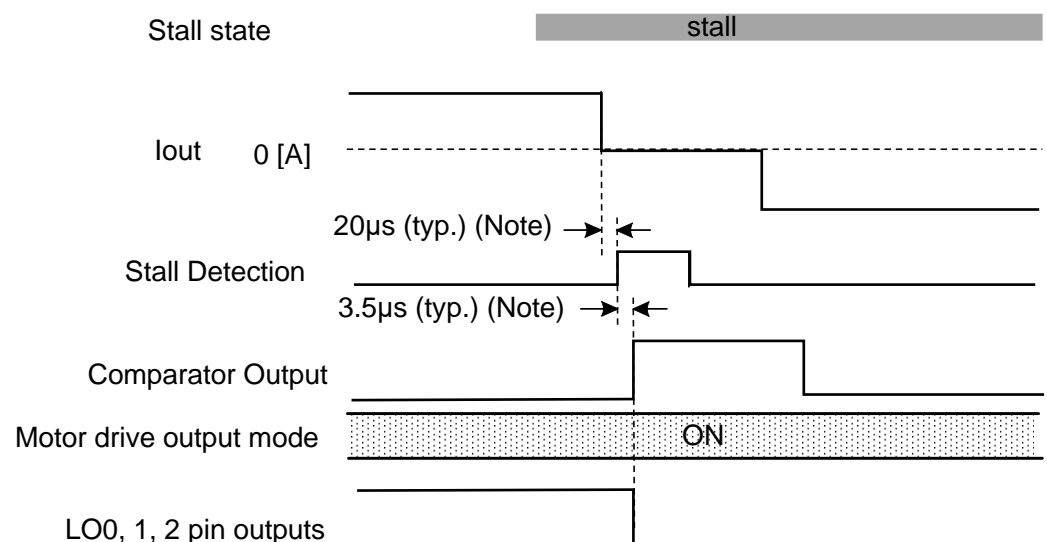 Stall state
stall
Iout 0 [A]
20µs (typ.) (Note)
Stall Detection
3.5µs (typ.) (Note)
Comparator Output
Motor drive output mode
ON
LO0, 1, 2 pin outputs